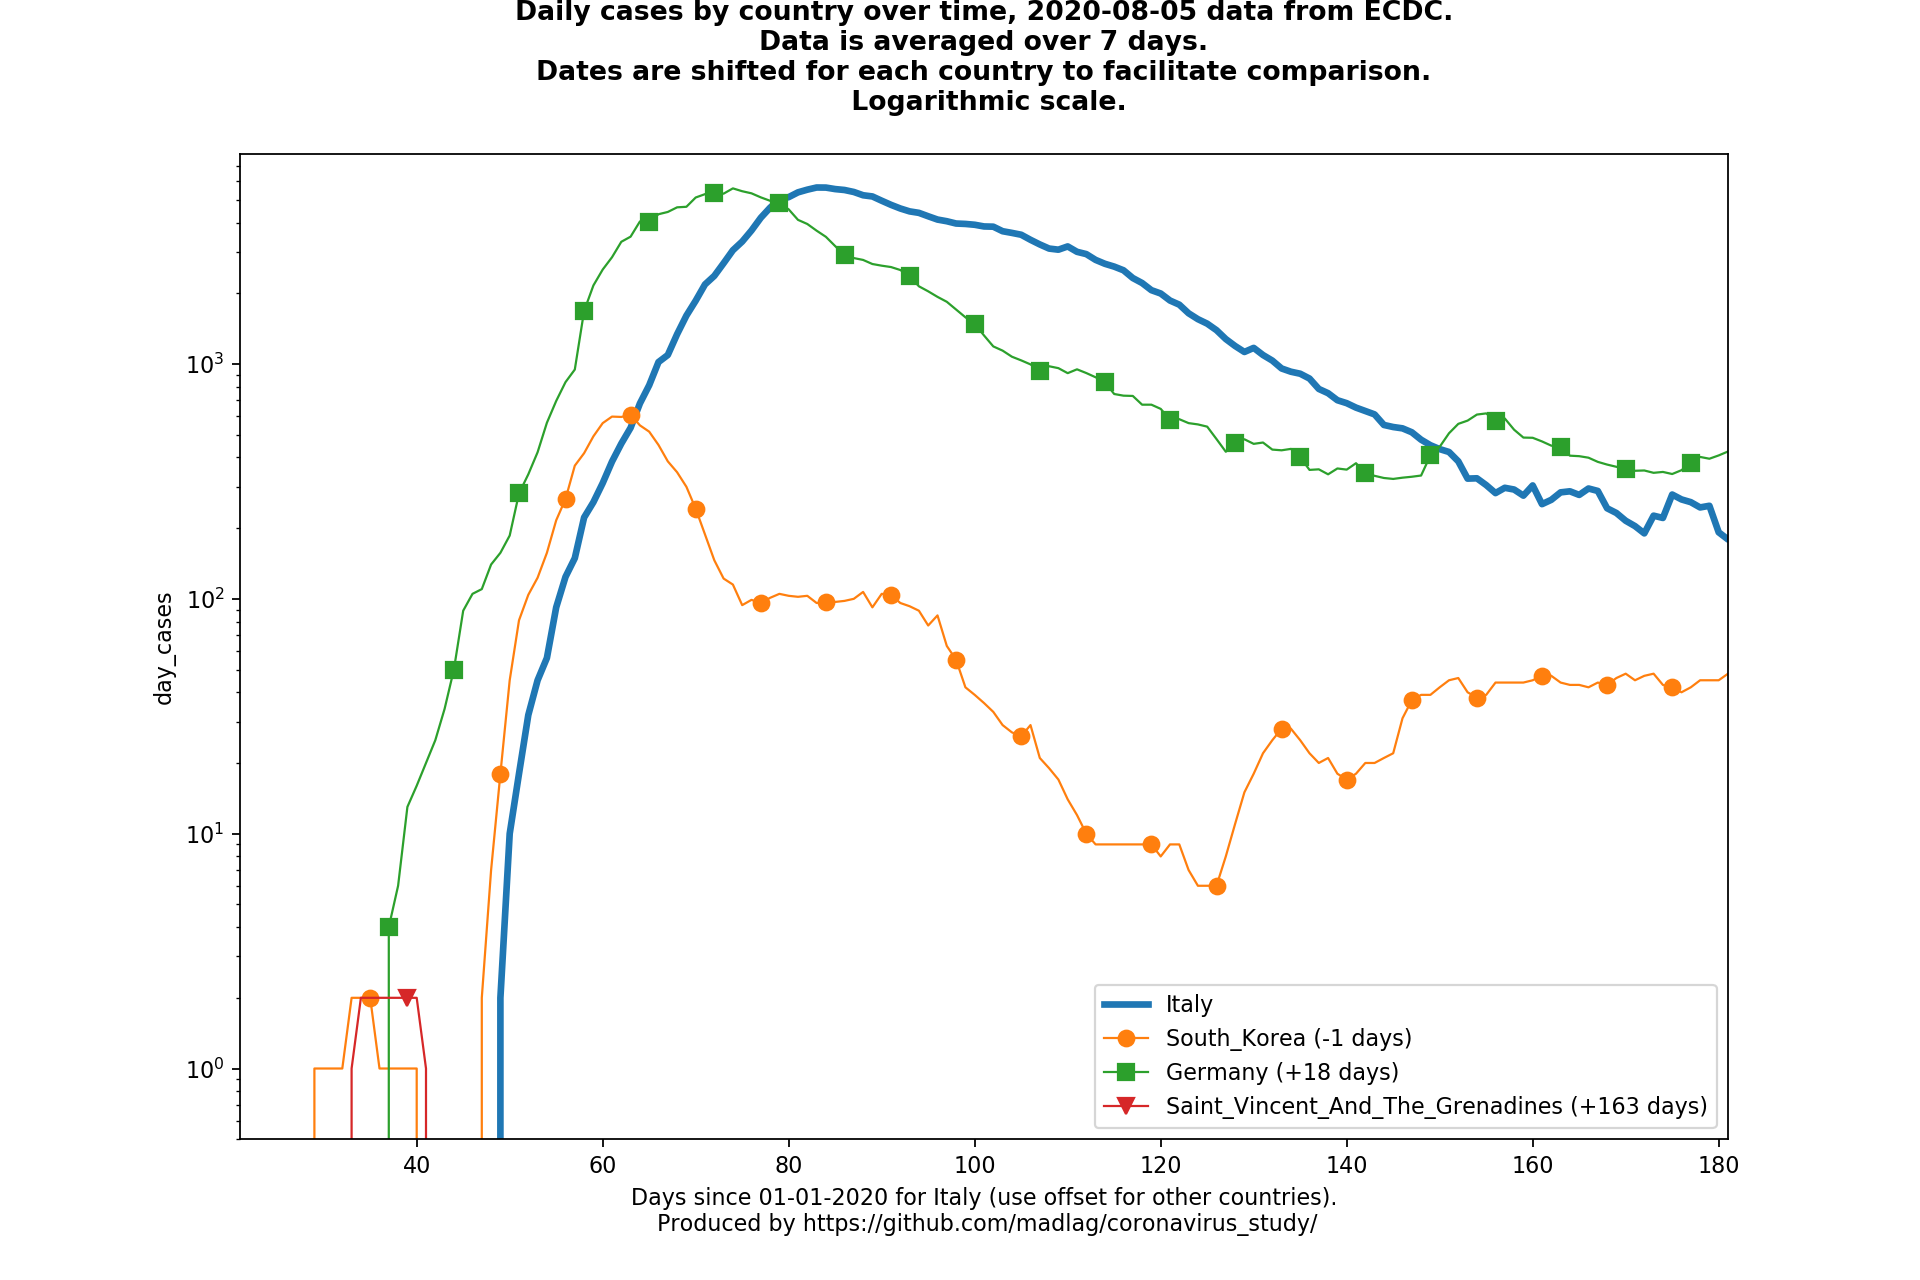 Daily cases by country over time, 2020-08-05 data from ECDC.
Data is averaged over 7 days.
Dates are shifted for each country to facilitate comparison.
Logarithmic scale.
10³
10²
10¹
10⁰
day_cases
Italy
South_Korea (-1 days)
Germany (+18 days)
Saint_Vincent_And_The_Grenadines (+163 days)
40 60 80 100 120 140 160 180
Days since 01-01-2020 for Italy (use offset for other countries).
Produced by https://github.com/madlag/coronavirus_study/